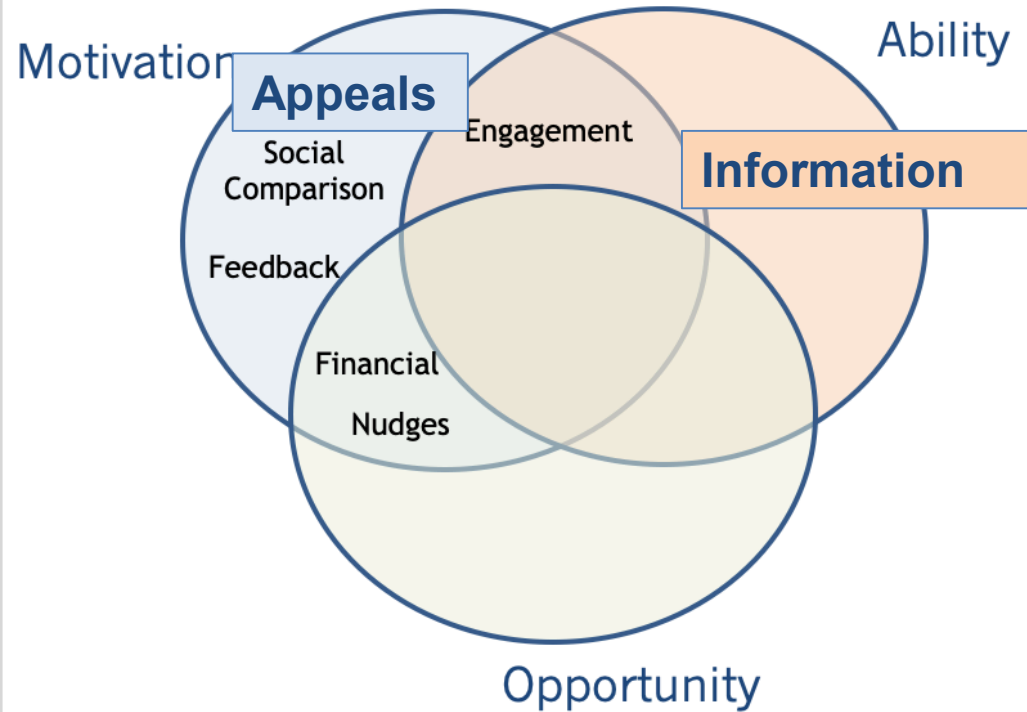 Motivation
Ability
Appeals
Engagement
Social
Comparison
Information
Feedback
Financial
Nudges
Opportunity